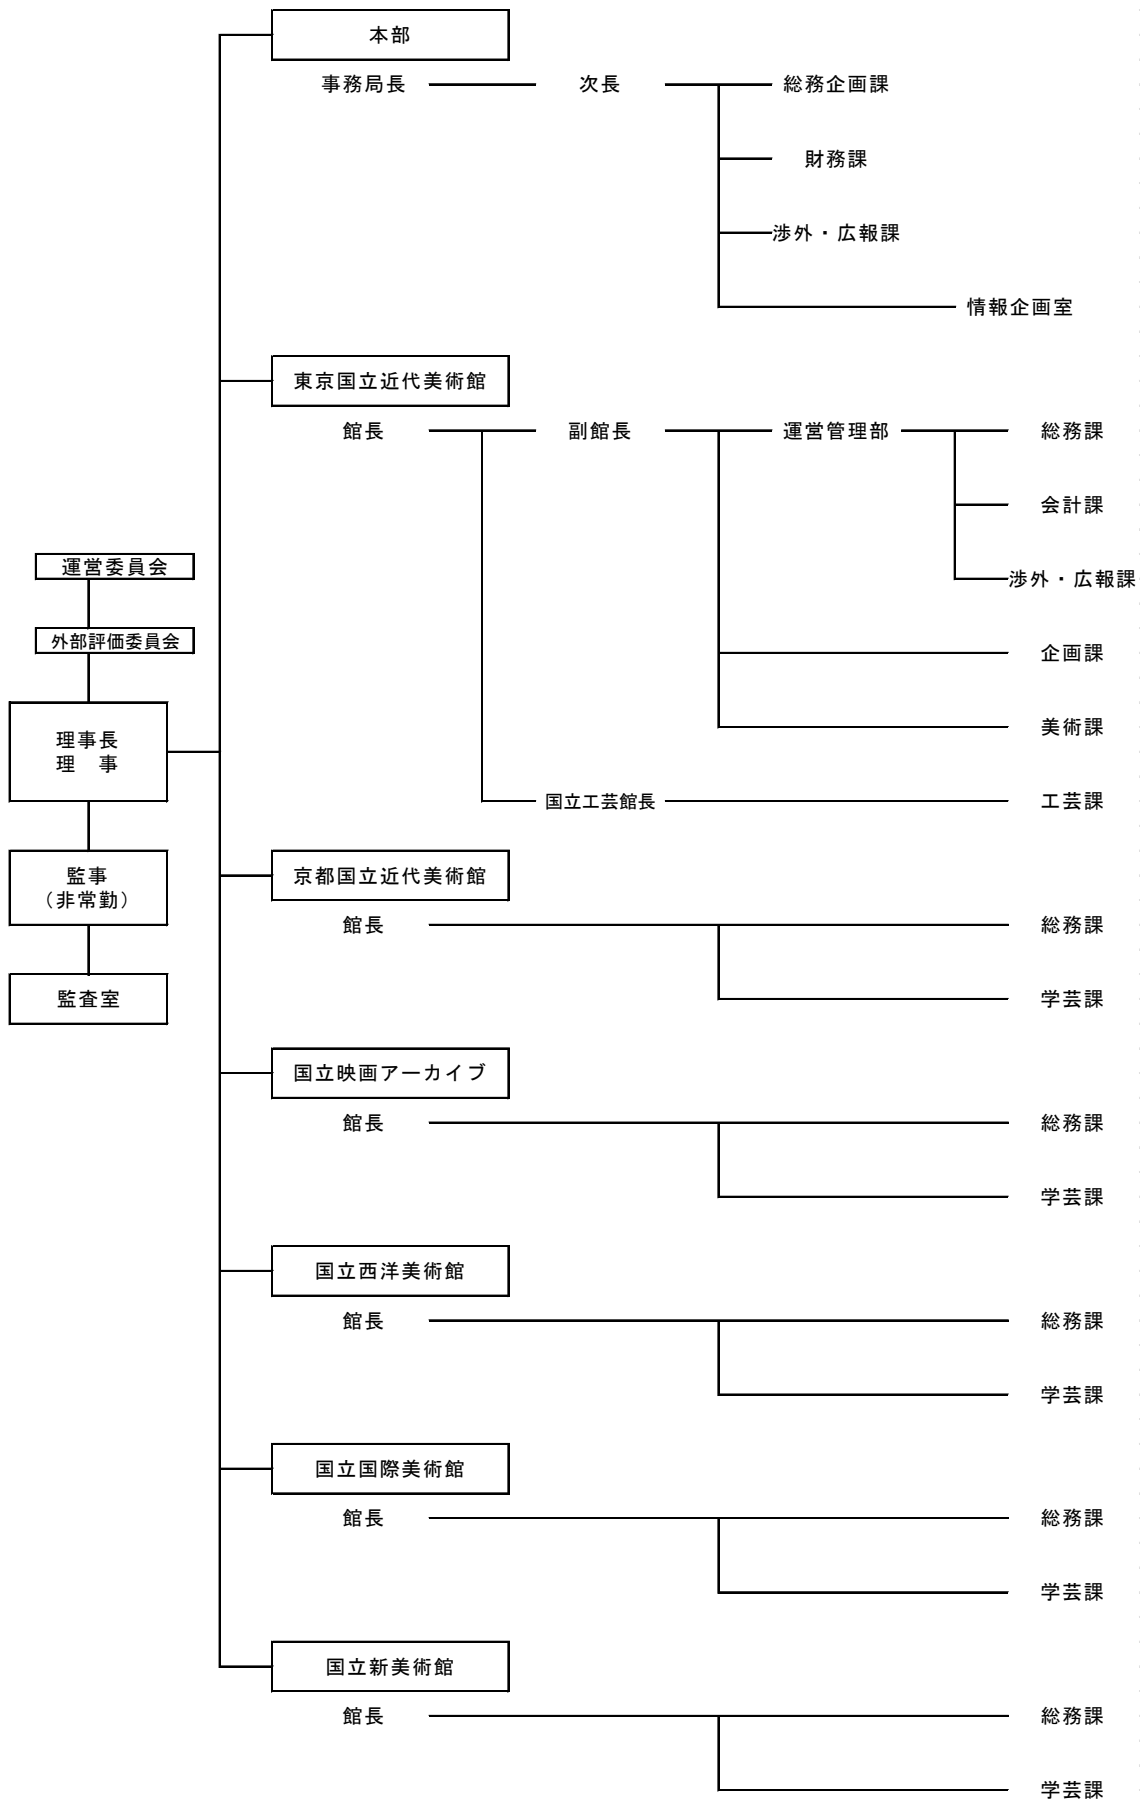 本部
事務局長 次長 総務企画課
財務課
渉外・広報課
情報企画室
東京国立近代美術館
館長 副館長 運営管理部 総務課
会計課
運営委員会
渉外・広報課
外部評価委員会
企画課
美術課
理事長
理　事
国立工芸館長 工芸課
監事
（非常勤）
京都国立近代美術館
館長 総務課
監査室
学芸課
国立映画アーカイブ
館長 総務課
学芸課
国立西洋美術館
館長 総務課
学芸課
国立国際美術館
館長 総務課
学芸課
国立新美術館
館長 総務課
学芸課